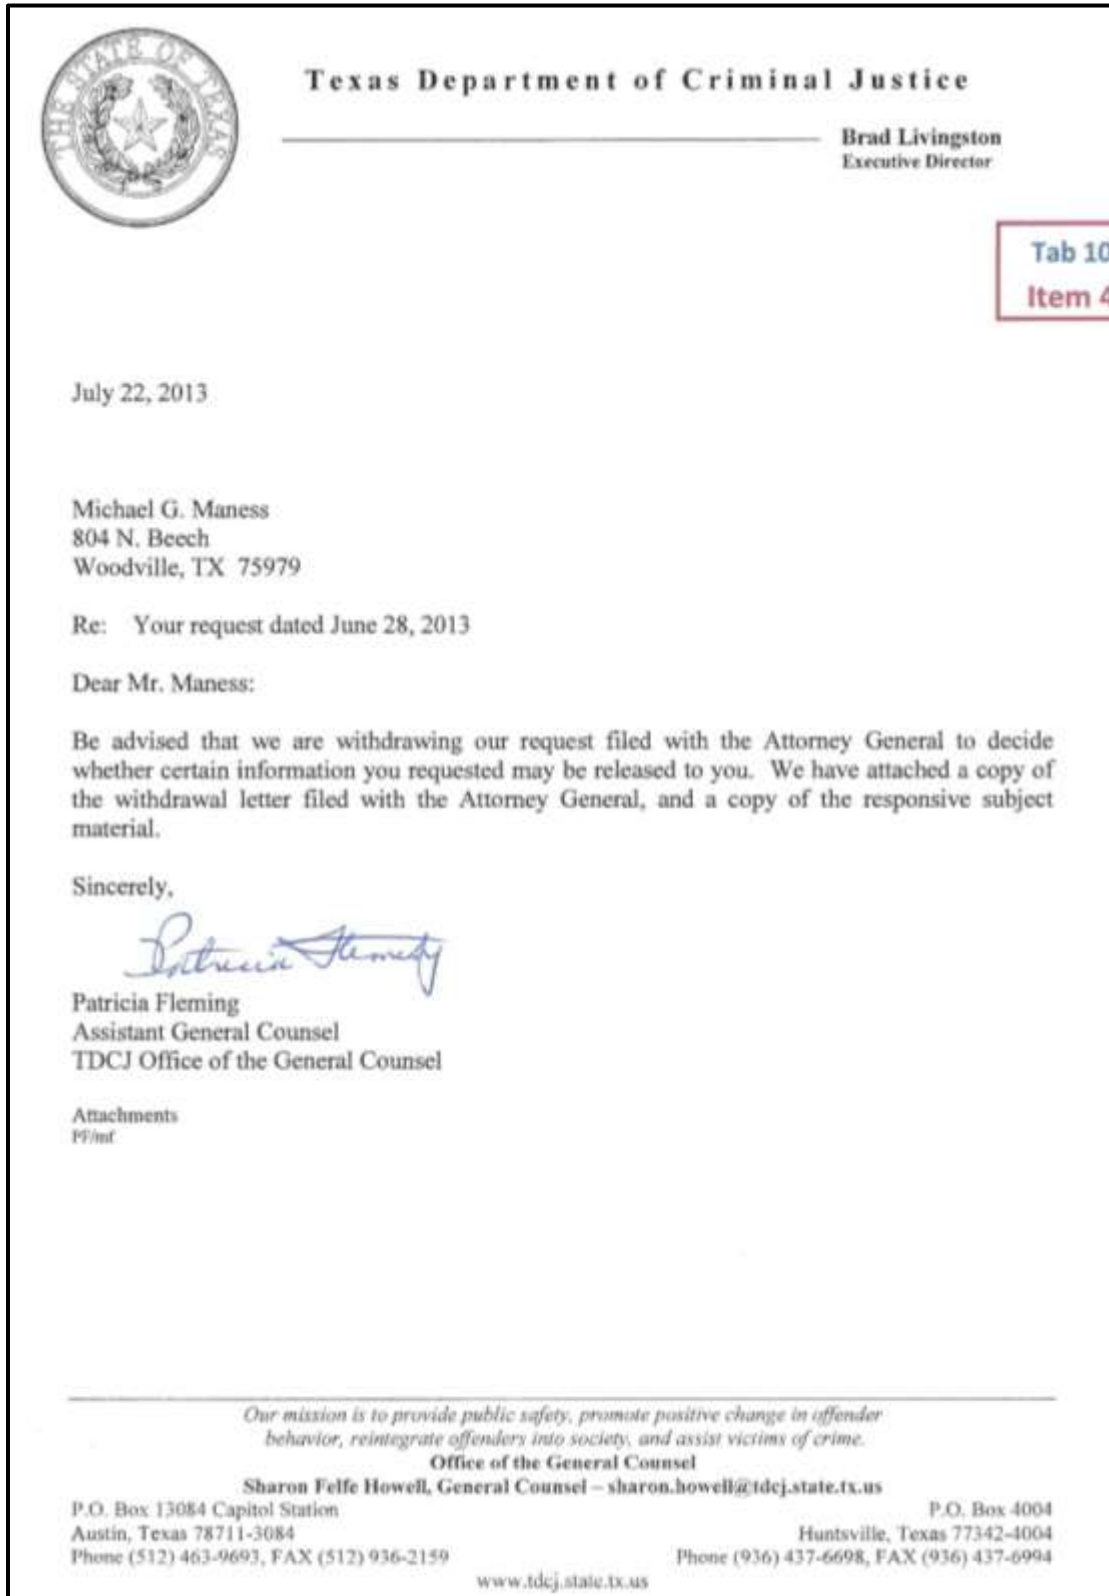 THE STATE OF TEXAS
Texas Department of Criminal Justice
Brad Livingston
Executive Director
Tab 10
Item 4
July 22, 2013
Michael G. Maness
804 N. Beech
Woodville, TX 75979
Re: Your request dated June 28, 2013
Dear Mr. Maness:
Be advised that we are withdrawing our request filed with the Attorney General to decide
whether certain information you requested may be released to you. We have attached a copy of
the withdrawal letter filed with the Attorney General, and a copy of the responsive subject
material.
Sincerely,
Patricia Fleming
Patricia Fleming
Assistant General Counsel
TDCJ Office of the General Counsel
Attachments
PF/mf
Our mission is to provide public safety, promote positive change in offender
behavior, reintegrate offenders into society, and assist victims of crime.
Office of the General Counsel
Sharon Felfe Howell, General Counsel – sharon.howell@tdcj.state.tx.us
P.O. Box 13084 Capitol Station
Austin, Texas 78711-3084
Phone (512) 463-9693, FAX (512) 936-2159
P.O. Box 4004
Huntsville, Texas 77342-4004
Phone (936) 437-6698, FAX (936) 437-6994
www.tdcj.state.tx.us